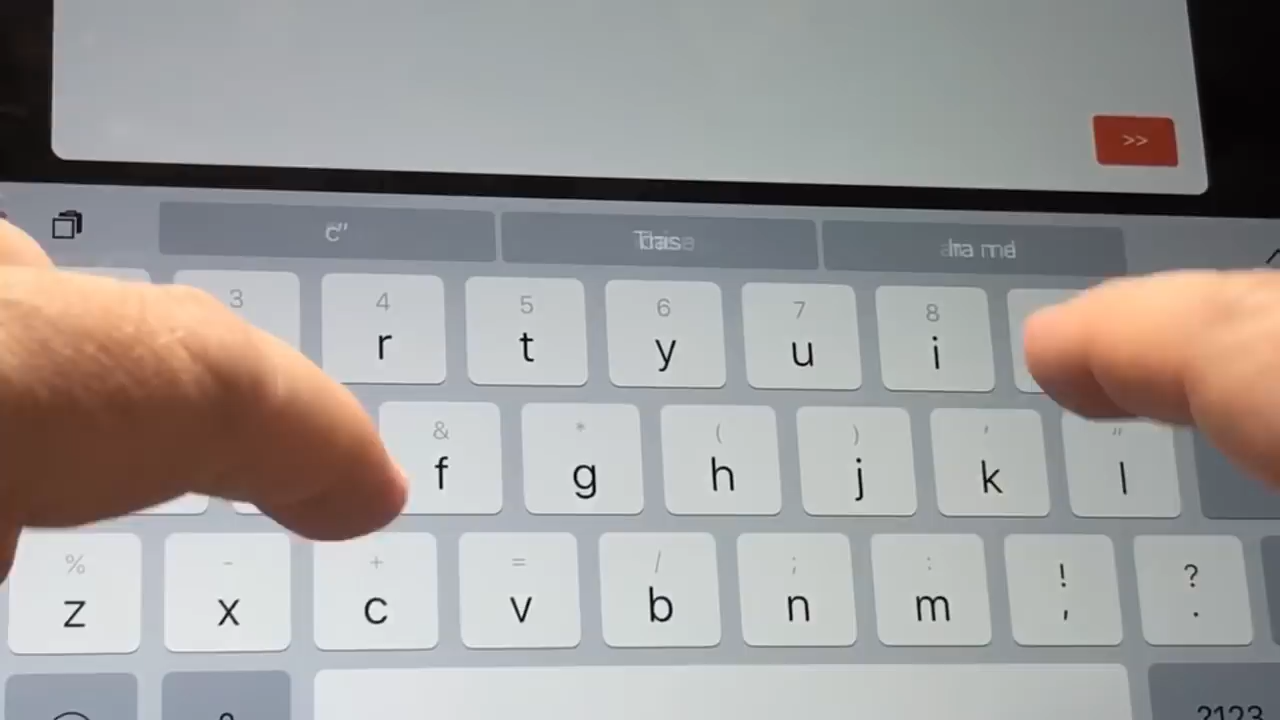 >>
c"
3 4 5 6 7 8
r t y u i
& * ( ) ' "
f g h j k l
% - + = / ; : ! ?
z x c v b n m , .